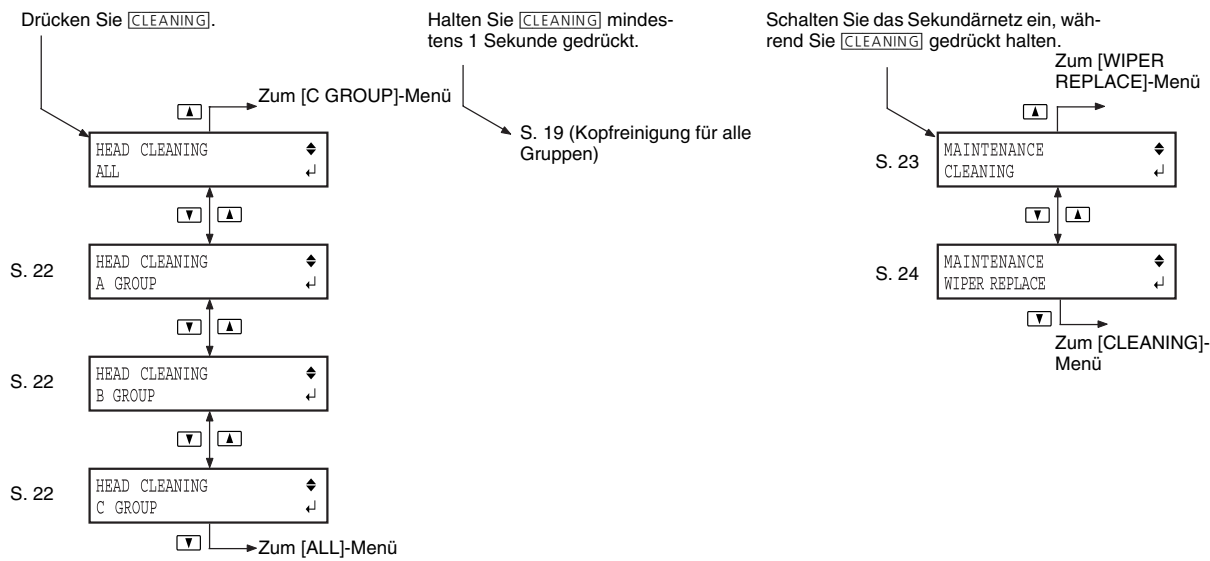 Drücken Sie CLEANING.
Zum [C GROUP]-Menü
HEAD CLEANING
ALL
S. 22
HEAD CLEANING
A GROUP
S. 22
HEAD CLEANING
B GROUP
S. 22
HEAD CLEANING
C GROUP
Zum [ALL]-Menü
Halten Sie CLEANING mindes-
tens 1 Sekunde gedrückt.
S. 19 (Kopfreinigung für alle
Gruppen)
Schalten Sie das Sekundärnetz ein, wäh-
rend Sie CLEANING gedrückt halten.
Zum [WIPER
REPLACE]-Menü
S. 23
MAINTENANCE
CLEANING
S. 24
MAINTENANCE
WIPER REPLACE
Zum [CLEANING]-
Menü